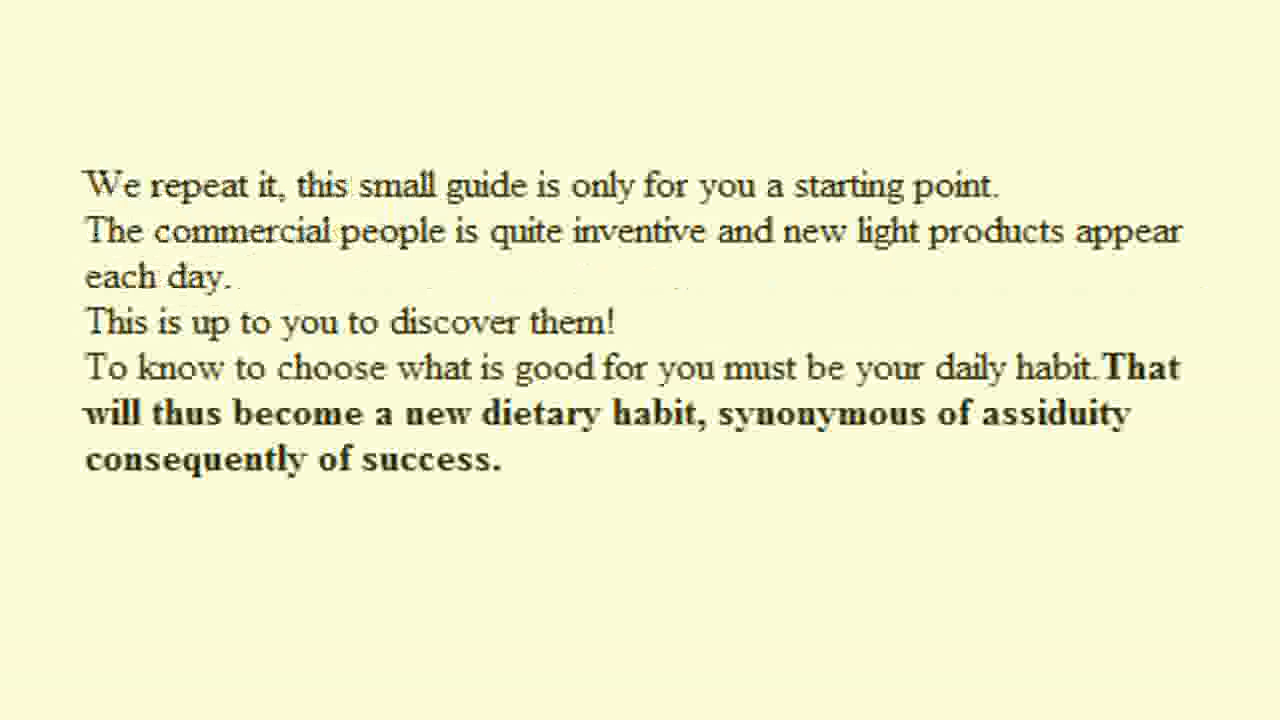 We repeat it, this small guide is only for you a starting point.
The commercial people is quite inventive and new light products appear
each day.
This is up to you to discover them!
To know to choose what is good for you must be your daily habit.That
will thus become a new dietary habit, synonymous of assiduity
consequently of success.